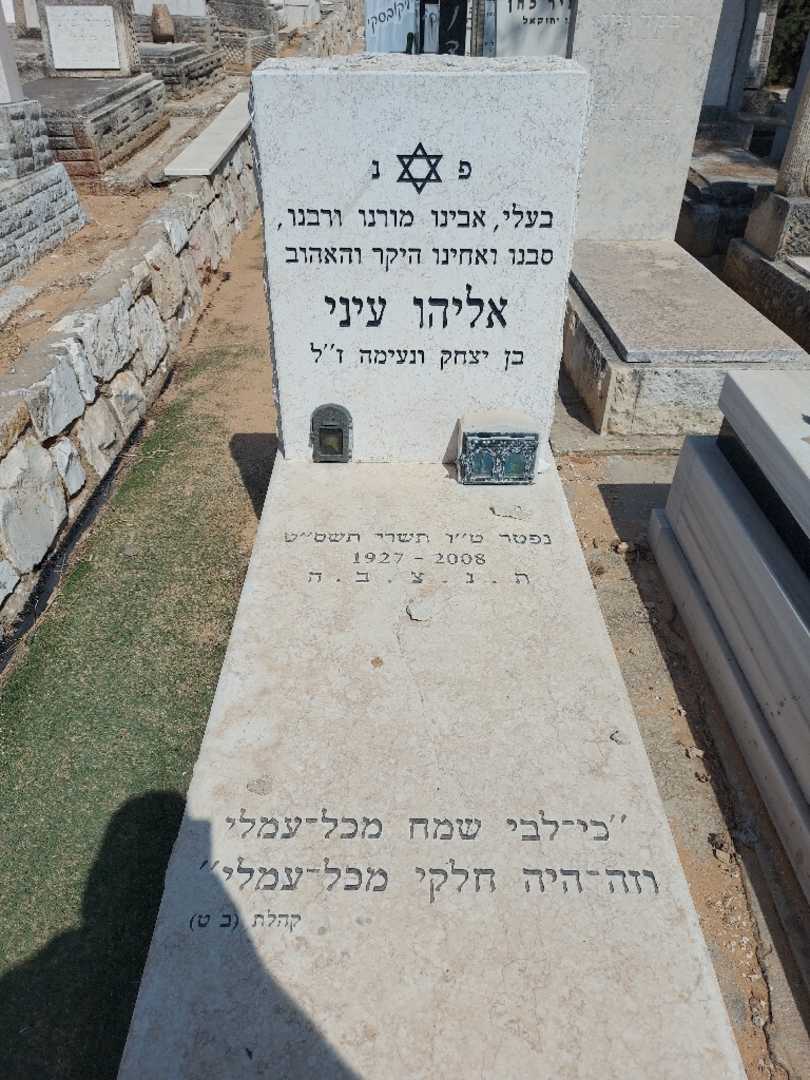 פ נ
בעלי, אבינו מורנו ורבנו,
סבנו ואחינו היקר והאהוב
אליהו עיני
בן יצחק ונעימה ז''ל
נפטר ט''ו תשרי תשס''ט
1927 - 2008
ת . נ . צ . ב . ה
''כי-לבי שמח מכל-עמלי
וזה-היה חלקי מכל-עמלי''
קהלת (ב ט)